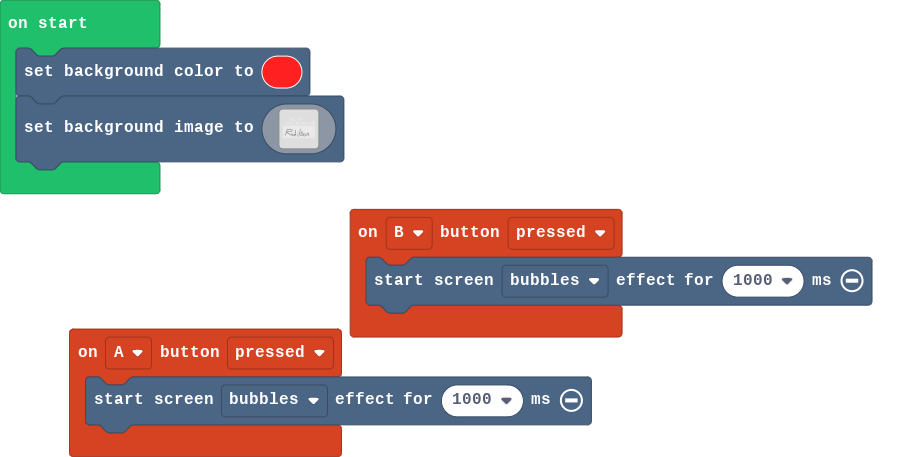 on start
set background color to
set background image to
on B button pressed
start screen bubbles effect for 1000 ms
on A button pressed
start screen bubbles effect for 1000 ms